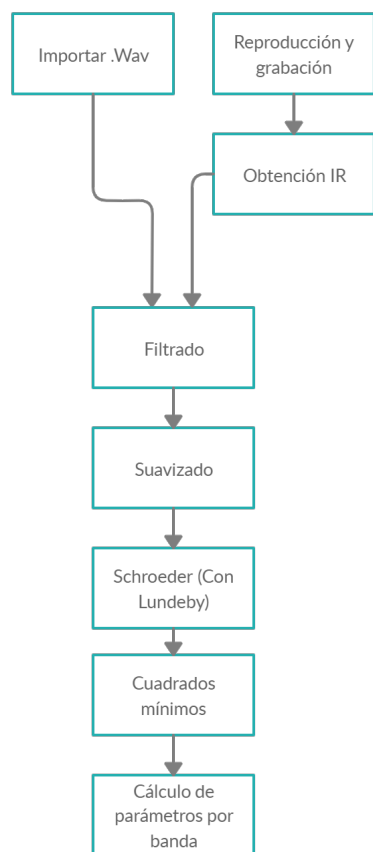 Importar .Wav
Reproducción y
grabación
Obtención IR
Filtrado
Suavizado
Schroeder (Con
Lundeby)
Cuadrados
mínimos
Cálculo de
parámetros por
banda